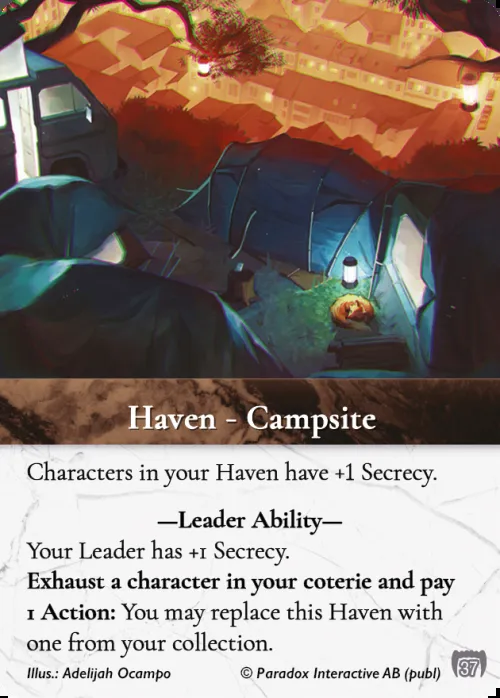 Haven - Campsite
Characters in your Haven have +1 Secrecy.
—Leader Ability—
Your Leader has +1 Secrecy.
Exhaust a character in your coterie and pay
1 Action: You may replace this Haven with
one from your collection.
Illus.: Adelijah Ocampo © Paradox Interactive AB (publ) 37